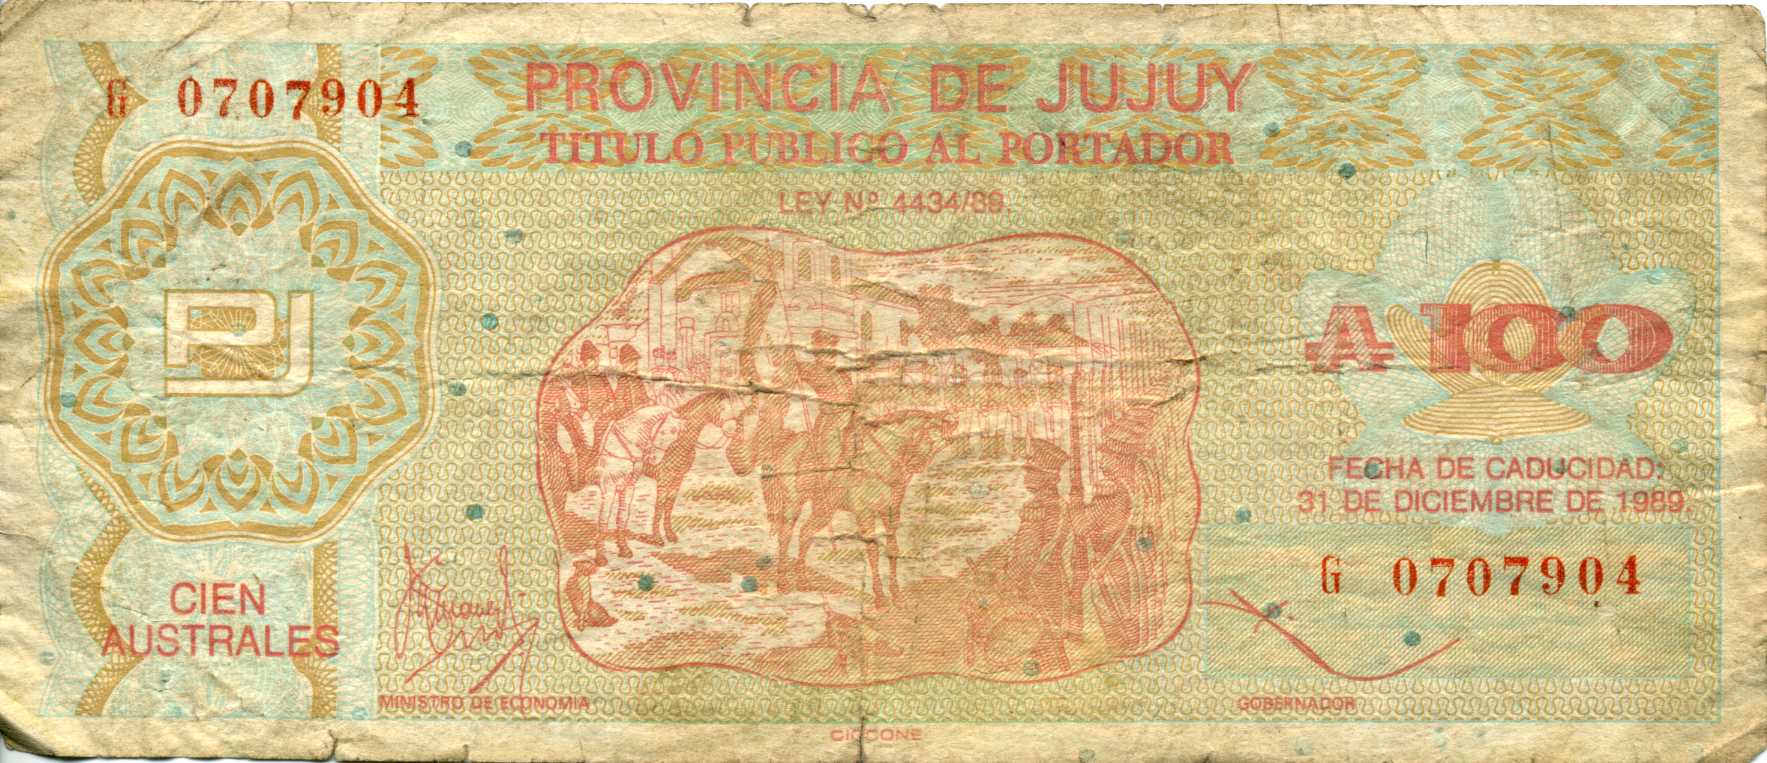 G 0707904
PROVINCIA DE JUJUY
TITULO PUBLICO AL PORTADOR
LEY Nº 4434/89.
PJ
₳ 100
FECHA DE CADUCIDAD:
31 DE DICIEMBRE DE 1989.
G 0707904
CIEN
AUSTRALES
MINISTRO DE ECONOMIA
GOBERNADOR
CICCONE